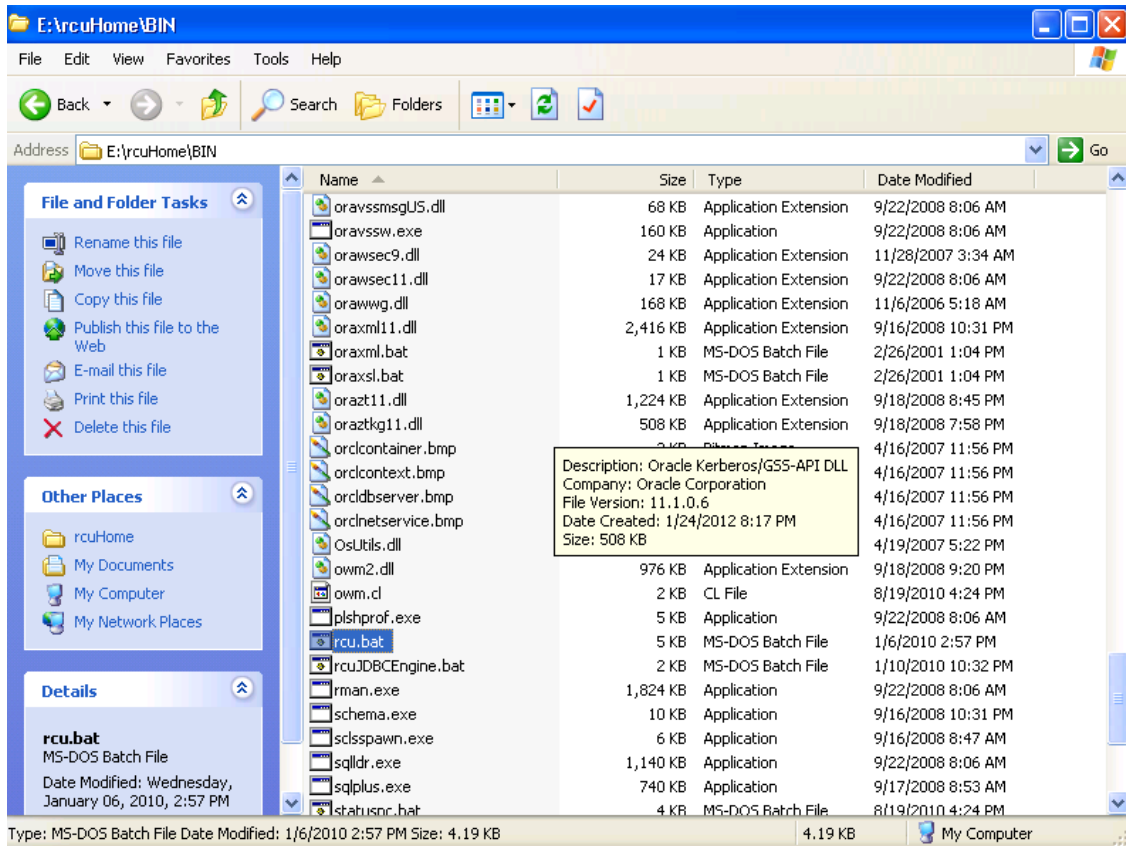 E:\rcuHome\BIN
File Edit View Favorites Tools Help
Back Search Folders
Address E:\rcuHome\BIN Go
File and Folder Tasks
Rename this file
Move this file
Copy this file
Publish this file to the
Web
E-mail this file
Print this file
Delete this file
Other Places
rcuHome
My Documents
My Computer
My Network Places
Details
rcu.bat
MS-DOS Batch File
Date Modified: Wednesday,
January 06, 2010, 2:57 PM
Name Size Type Date Modified
oravssmsgUS.dll 68 KB Application Extension 9/22/2008 8:06 AM
oravssw.exe 160 KB Application 9/22/2008 8:06 AM
orawsec9.dll 24 KB Application Extension 11/28/2007 3:34 AM
orawsec11.dll 17 KB Application Extension 9/22/2008 8:06 AM
orawwg.dll 168 KB Application Extension 11/6/2006 5:18 AM
oraxml11.dll 2,416 KB Application Extension 9/16/2008 10:31 PM
oraxml.bat 1 KB MS-DOS Batch File 2/26/2001 1:04 PM
oraxsl.bat 1 KB MS-DOS Batch File 2/26/2001 1:04 PM
orazt11.dll 1,224 KB Application Extension 9/18/2008 8:45 PM
oraztkg11.dll 508 KB Application Extension 9/18/2008 7:58 PM
orclcontainer.bmp 4/16/2007 11:56 PM
orclcontext.bmp 4/16/2007 11:56 PM
orcldbserver.bmp 4/16/2007 11:56 PM
orclnetservice.bmp 4/16/2007 11:56 PM
OsUtils.dll 4/19/2007 5:22 PM
owm2.dll 976 KB Application Extension 9/18/2008 9:20 PM
owm.cl 2 KB CL File 8/19/2010 4:24 PM
plshprof.exe 5 KB Application 9/22/2008 8:06 AM
rcu.bat 5 KB MS-DOS Batch File 1/6/2010 2:57 PM
rcuJDBCEngine.bat 2 KB MS-DOS Batch File 1/10/2010 10:32 PM
rman.exe 1,824 KB Application 9/22/2008 8:06 AM
schema.exe 10 KB Application 9/16/2008 10:31 PM
sclsspawn.exe 6 KB Application 9/16/2008 8:47 AM
sqlldr.exe 1,140 KB Application 9/22/2008 8:06 AM
sqlplus.exe 740 KB Application 9/17/2008 8:53 AM
statusnc.bat 4 KB MS-DOS Batch File 8/19/2010 4:24 PM
Description: Oracle Kerberos/GSS-API DLL
Company: Oracle Corporation
File Version: 11.1.0.6
Date Created: 1/24/2012 8:17 PM
Size: 508 KB
Type: MS-DOS Batch File Date Modified: 1/6/2010 2:57 PM Size: 4.19 KB 4.19 KB My Computer